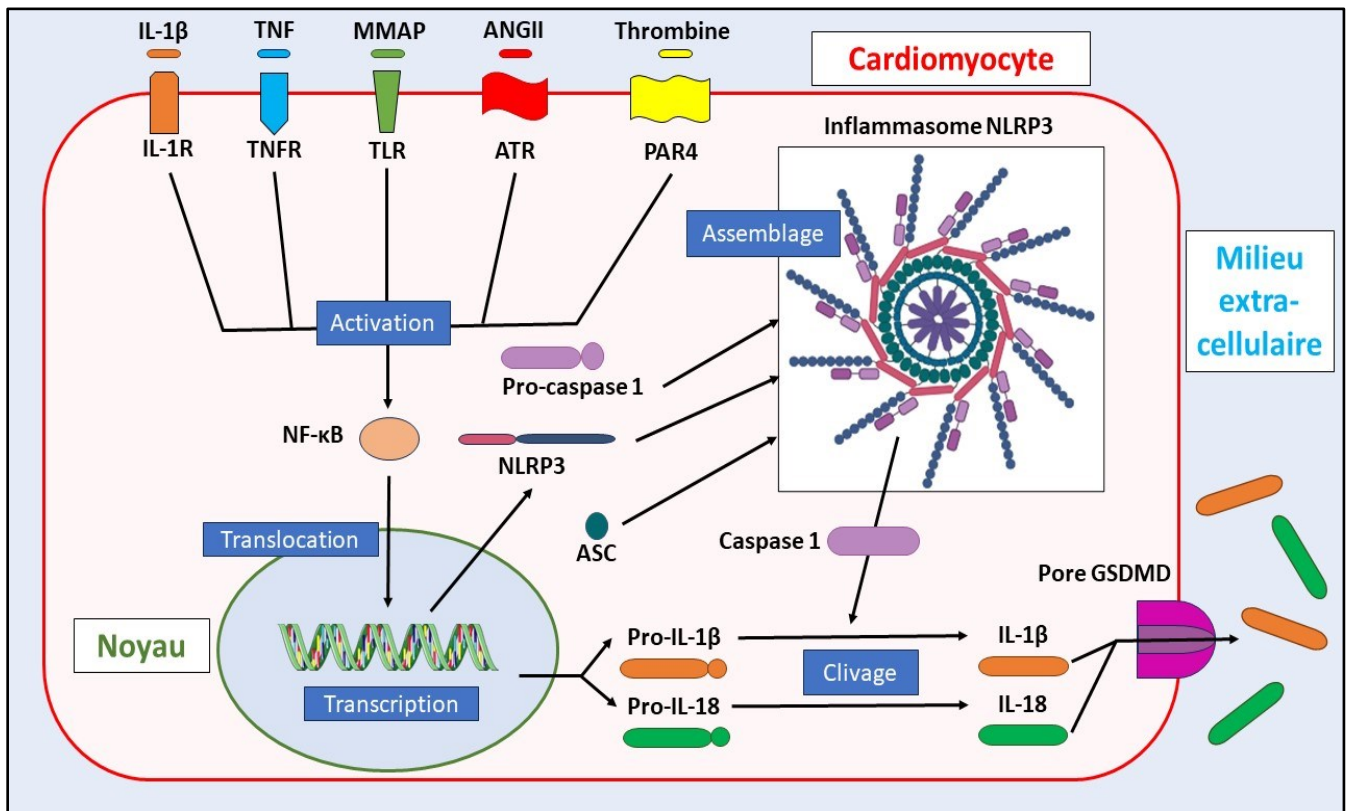 IL-1β TNF MMAP ANGII Thrombine
Cardiomyocyte
IL-1R TNFR TLR ATR PAR4
Inflammasome NLRP3
Assemblage
Milieu
extra-
cellulaire
Activation
Pro-caspase 1
NF-κB
NLRP3
Translocation
ASC
Caspase 1
Pore GSDMD
Noyau
Pro-IL-1β
IL-1β
Clivage
Transcription
Pro-IL-18
IL-18